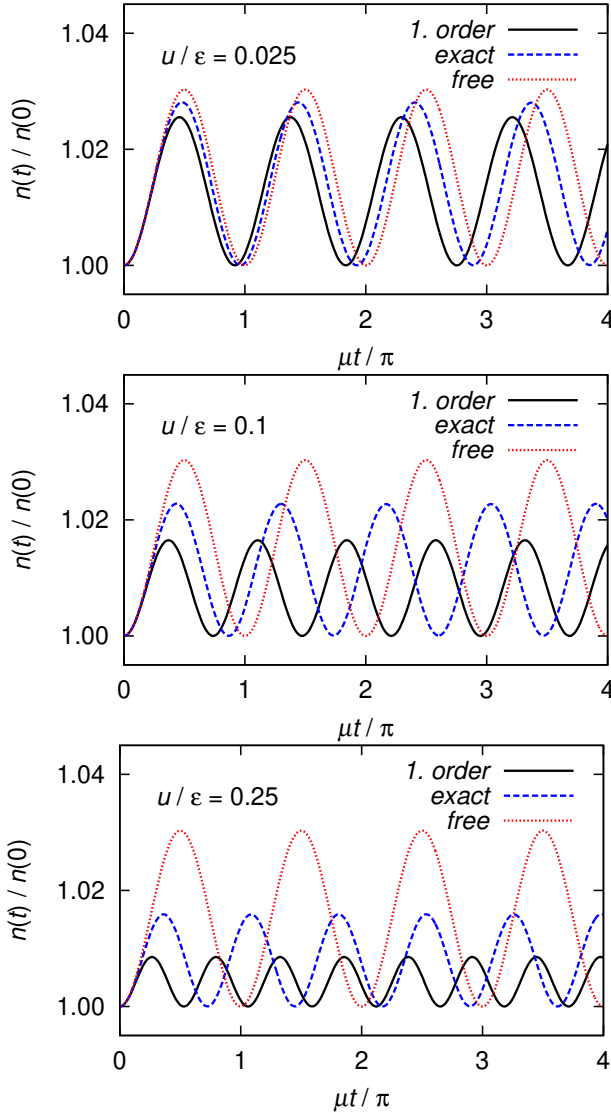 1.04
1. order
u / ε = 0.025
exact
free
n(t) / n(0)
1.02
1.00
0 1 2 3 4
μt / π
1.04
1. order
u / ε = 0.1
exact
free
n(t) / n(0)
1.02
1.00
0 1 2 3 4
μt / π
1.04
1. order
u / ε = 0.25
exact
free
n(t) / n(0)
1.02
1.00
0 1 2 3 4
μt / π